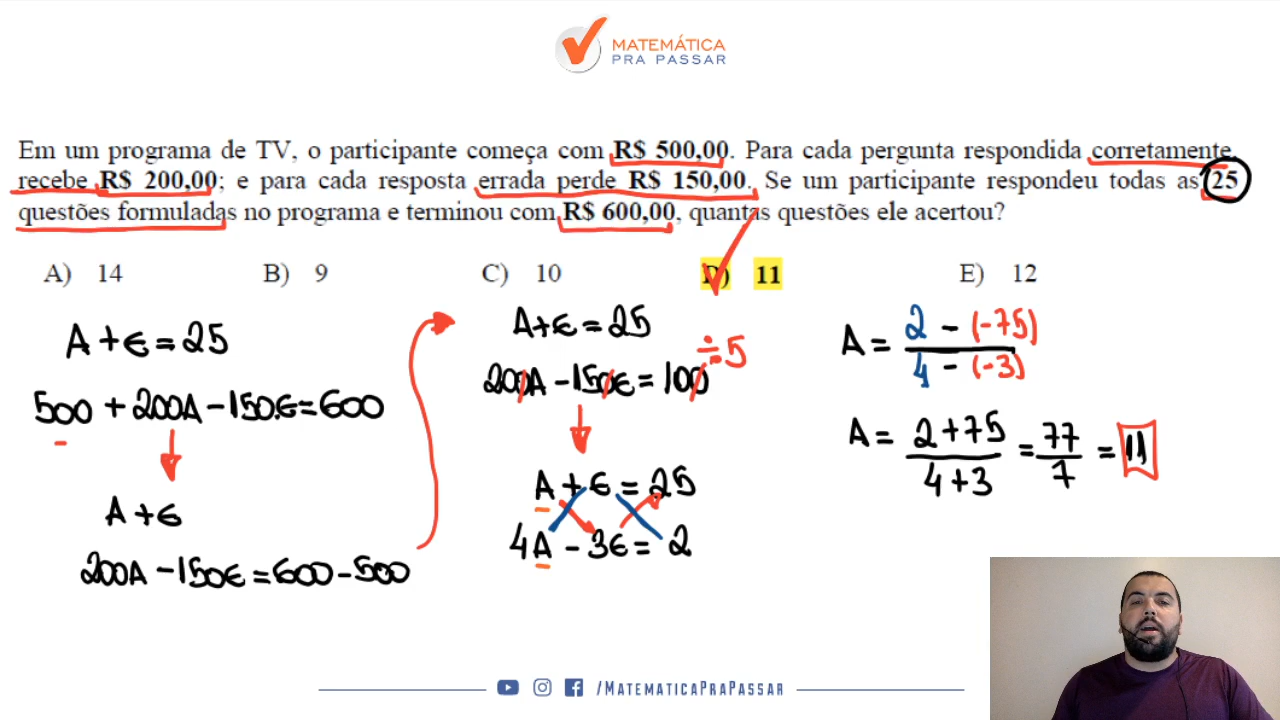 MATEMÁTICA
PRA PASSAR
Em um programa de TV, o participante começa com R$ 500,00. Para cada pergunta respondida corretamente,
recebe R$ 200,00; e para cada resposta errada perde R$ 150,00. Se um participante respondeu todas as 25
questões formuladas no programa e terminou com R$ 600,00, quantas questões ele acertou?
A) 14 B) 9 C) 10 D) 11 E) 12
A + E = 25
500 + 200A - 150E = 600
A + E
200A - 150E = 600 - 500
A + E = 25
200A - 150E = 100 ÷5
A + E = 25
4A - 3E = 2
A = 2 - (-75) / 4 - (-3)
A = 2 + 75 / 4 + 3 = 77 / 7 = 11
/MATEMATICAPRAPASSAR